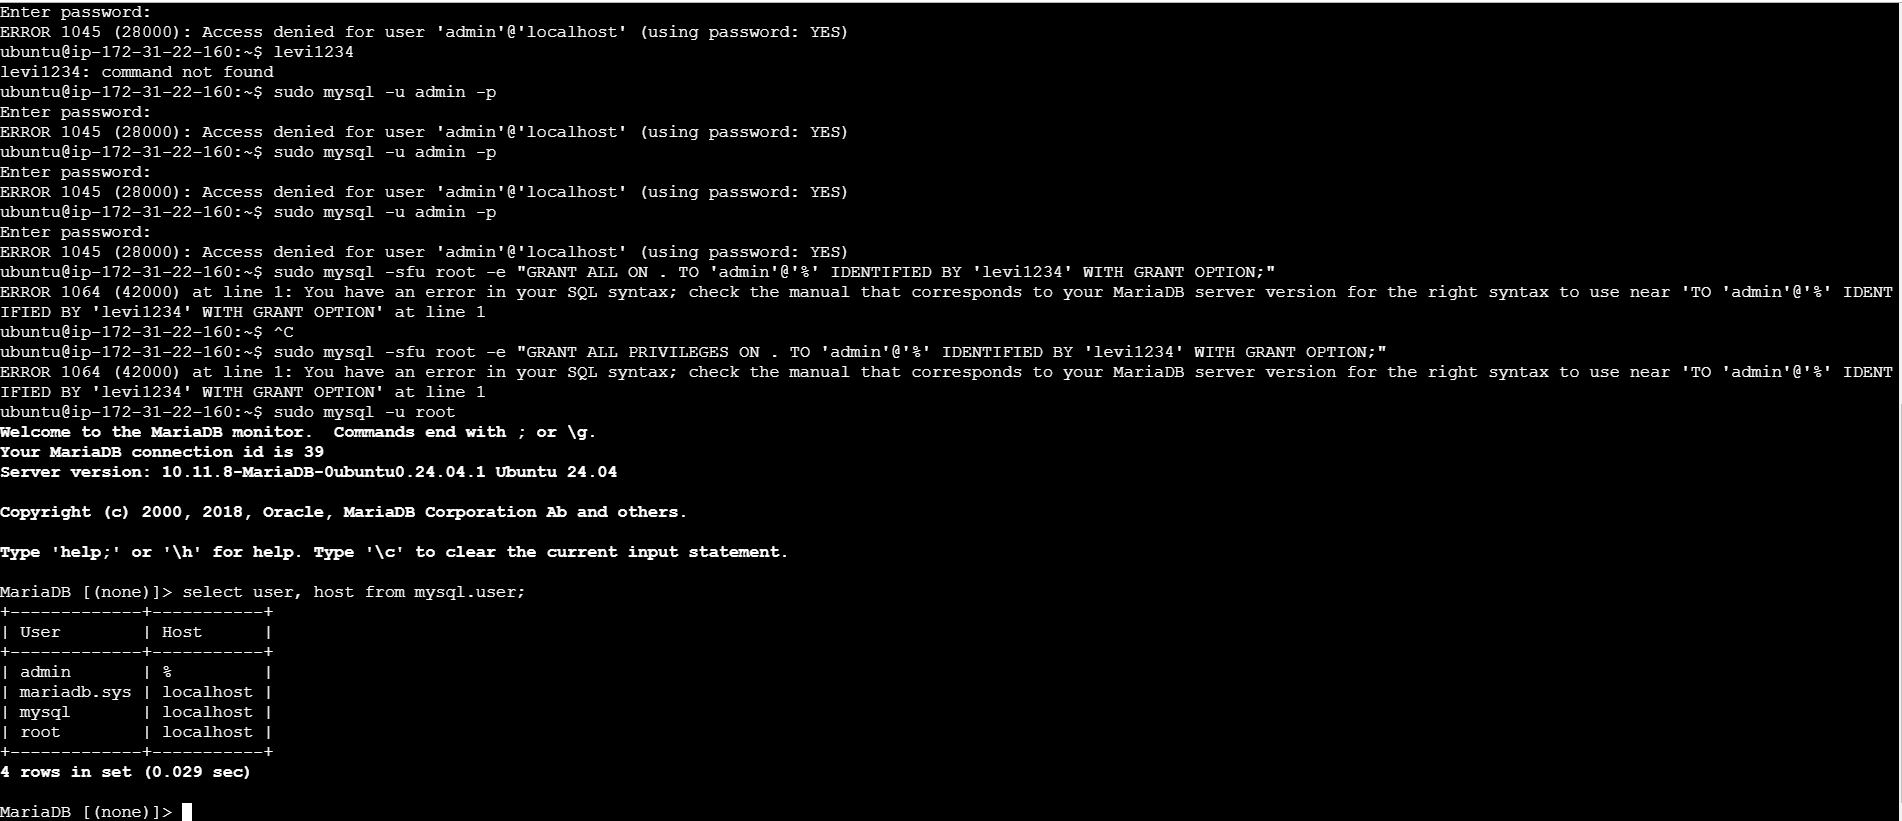 Enter password:
ERROR 1045 (28000): Access denied for user 'admin'@'localhost' (using password: YES)
ubuntu@ip-172-31-22-160:~$ levi1234
levi1234: command not found
ubuntu@ip-172-31-22-160:~$ sudo mysql -u admin -p
Enter password:
ERROR 1045 (28000): Access denied for user 'admin'@'localhost' (using password: YES)
ubuntu@ip-172-31-22-160:~$ sudo mysql -u admin -p
Enter password:
ERROR 1045 (28000): Access denied for user 'admin'@'localhost' (using password: YES)
ubuntu@ip-172-31-22-160:~$ sudo mysql -u admin -p
Enter password:
ERROR 1045 (28000): Access denied for user 'admin'@'localhost' (using password: YES)
ubuntu@ip-172-31-22-160:~$ sudo mysql -sfu root -e "GRANT ALL ON . TO 'admin'@'%' IDENTIFIED BY 'levi1234' WITH GRANT OPTION;"
ERROR 1064 (42000) at line 1: You have an error in your SQL syntax; check the manual that corresponds to your MariaDB server version for the right syntax to use near 'TO 'admin'@'%' IDENT
IFIED BY 'levi1234' WITH GRANT OPTION' at line 1
ubuntu@ip-172-31-22-160:~$ ^C
ubuntu@ip-172-31-22-160:~$ sudo mysql -sfu root -e "GRANT ALL PRIVILEGES ON . TO 'admin'@'%' IDENTIFIED BY 'levi1234' WITH GRANT OPTION;"
ERROR 1064 (42000) at line 1: You have an error in your SQL syntax; check the manual that corresponds to your MariaDB server version for the right syntax to use near 'TO 'admin'@'%' IDENT
IFIED BY 'levi1234' WITH GRANT OPTION' at line 1
ubuntu@ip-172-31-22-160:~$ sudo mysql -u root
Welcome to the MariaDB monitor.  Commands end with ; or \g.
Your MariaDB connection id is 39
Server version: 10.11.8-MariaDB-0ubuntu0.24.04.1 Ubuntu 24.04
Copyright (c) 2000, 2018, Oracle, MariaDB Corporation Ab and others.
Type 'help;' or '\h' for help. Type '\c' to clear the current input statement.
MariaDB [(none)]> select user, host from mysql.user;
+-------------+-----------+
| User        | Host      |
+-------------+-----------+
| admin       | %         |
| mariadb.sys | localhost |
| mysql       | localhost |
| root        | localhost |
+-------------+-----------+
4 rows in set (0.029 sec)
MariaDB [(none)]>